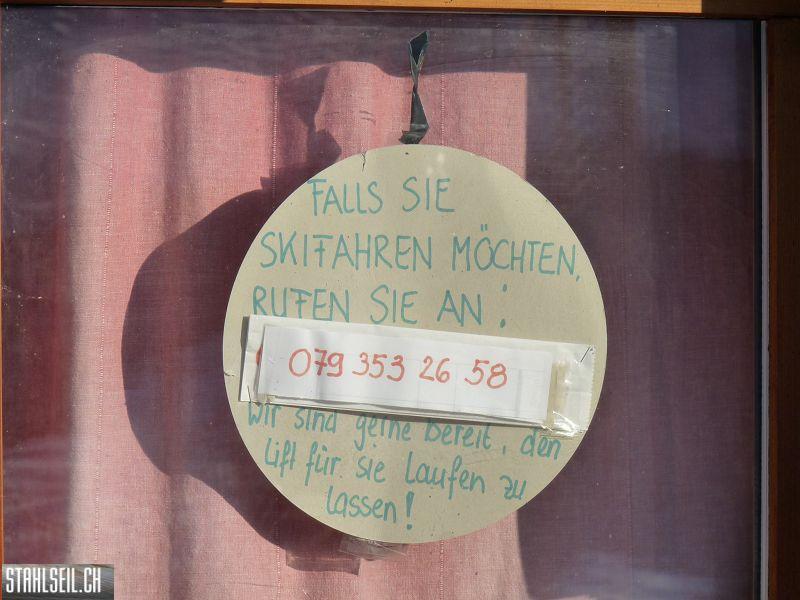 FALLS SIE
SKIFAHREN MÖCHTEN,
RUFEN SIE AN:
079 353 26 58
Wir sind gerne bereit, den
Lift für sie laufen zu
lassen!
STAHLSEIL.CH